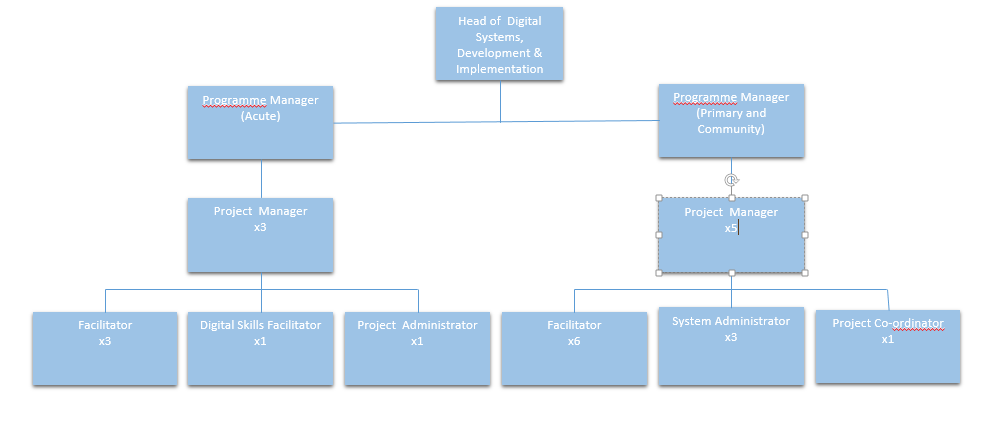 Head of Digital
Systems,
Development &
Implementation
Programme Manager
(Acute)
Programme Manager
(Primary and
Community)
Project Manager
x3
Project Manager
x5
Facilitator
x3
Digital Skills Facilitator
x1
Project Administrator
x1
Facilitator
x6
System Administrator
x3
Project Co-ordinator
x1